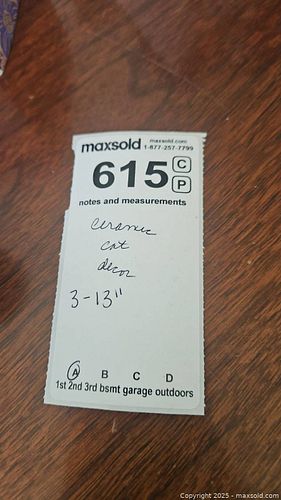 maxsold
maxsold.com
1-877-257-7799
615
C
P
notes and measurements
ceramic
cat
decor
3-13"
A B C D
1st 2nd 3rd bsmt garage outdoors
Copyright 2025 - maxsold.com